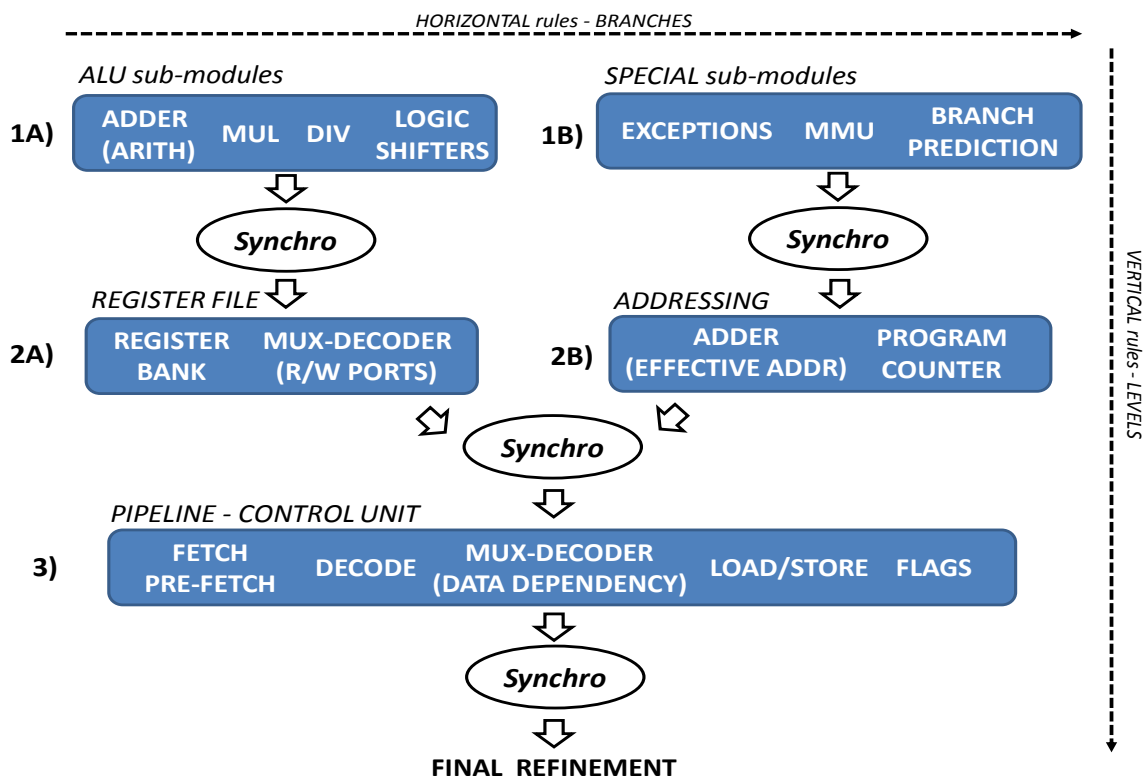 HORIZONTAL rules - BRANCHES
ALU sub-modules
SPECIAL sub-modules
1A)
ADDER
(ARITH)
MUL
DIV
LOGIC
SHIFTERS
1B)
EXCEPTIONS
MMU
BRANCH
PREDICTION
Synchro
Synchro
REGISTER FILE
ADDRESSING
2A)
REGISTER
BANK
MUX-DECODER
(R/W PORTS)
2B)
ADDER
(EFFECTIVE ADDR)
PROGRAM
COUNTER
VERTICAL rules - LEVELS
Synchro
PIPELINE - CONTROL UNIT
3)
FETCH
PRE-FETCH
DECODE
MUX-DECODER
(DATA DEPENDENCY)
LOAD/STORE
FLAGS
Synchro
FINAL REFINEMENT